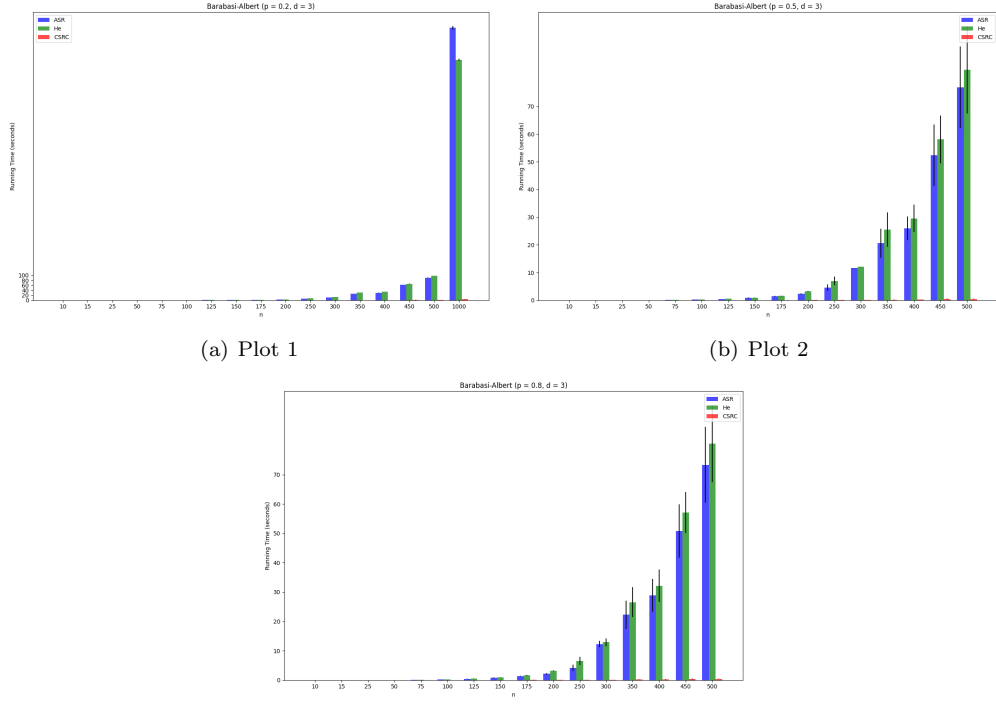 Barabasi-Albert (p = 0.2, d = 3)
ASR
He
CSRC
Running Time (seconds)
100
80
60
40
20
0
10 15 25 50 75 100 125 150 175 200 250 300 350 400 450 500 1000
n
(a) Plot 1
Barabasi-Albert (p = 0.5, d = 3)
ASR
He
CSRC
Running Time (seconds)
70
60
50
40
30
20
10
0
10 15 25 50 75 100 125 150 175 200 250 300 350 400 450 500
n
(b) Plot 2
Barabasi-Albert (p = 0.8, d = 3)
ASR
He
CSRC
Running Time (seconds)
70
60
50
40
30
20
10
0
10 15 25 50 75 100 125 150 175 200 250 300 350 400 450 500
n